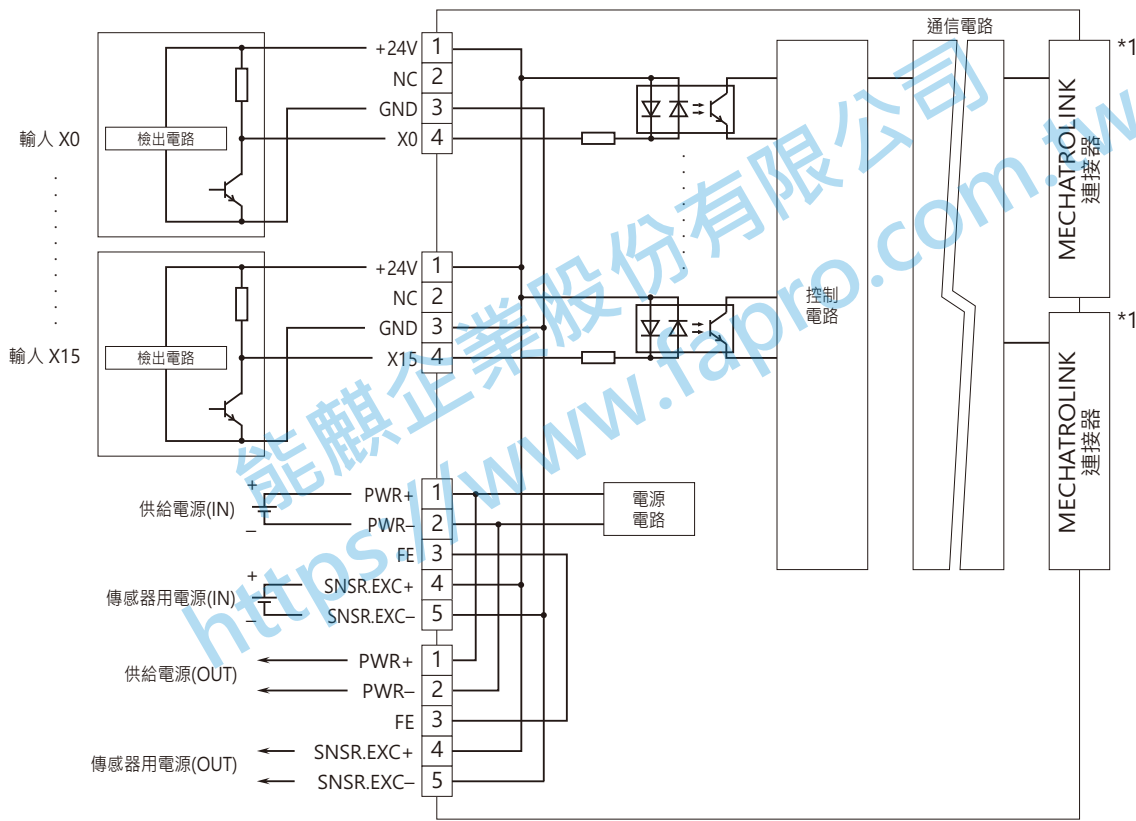 通信電路
*1
MECHATROLINK
連接器
*1
MECHATROLINK
連接器
控制
電路
輸人 X0
檢出電路
+24V 1
NC 2
GND 3
X0 4
輸人 X15
檢出電路
+24V 1
NC 2
GND 3
X15 4
供給電源(IN)
+
–
PWR+ 1
PWR– 2
FE 3
電源
電路
傳感器用電源(IN)
+
–
SNSR.EXC+ 4
SNSR.EXC– 5
供給電源(OUT)
PWR+ 1
PWR– 2
FE 3
傳感器用電源(OUT)
SNSR.EXC+ 4
SNSR.EXC– 5
能麒企業股份有限公司
https://www.fapro.com.tw